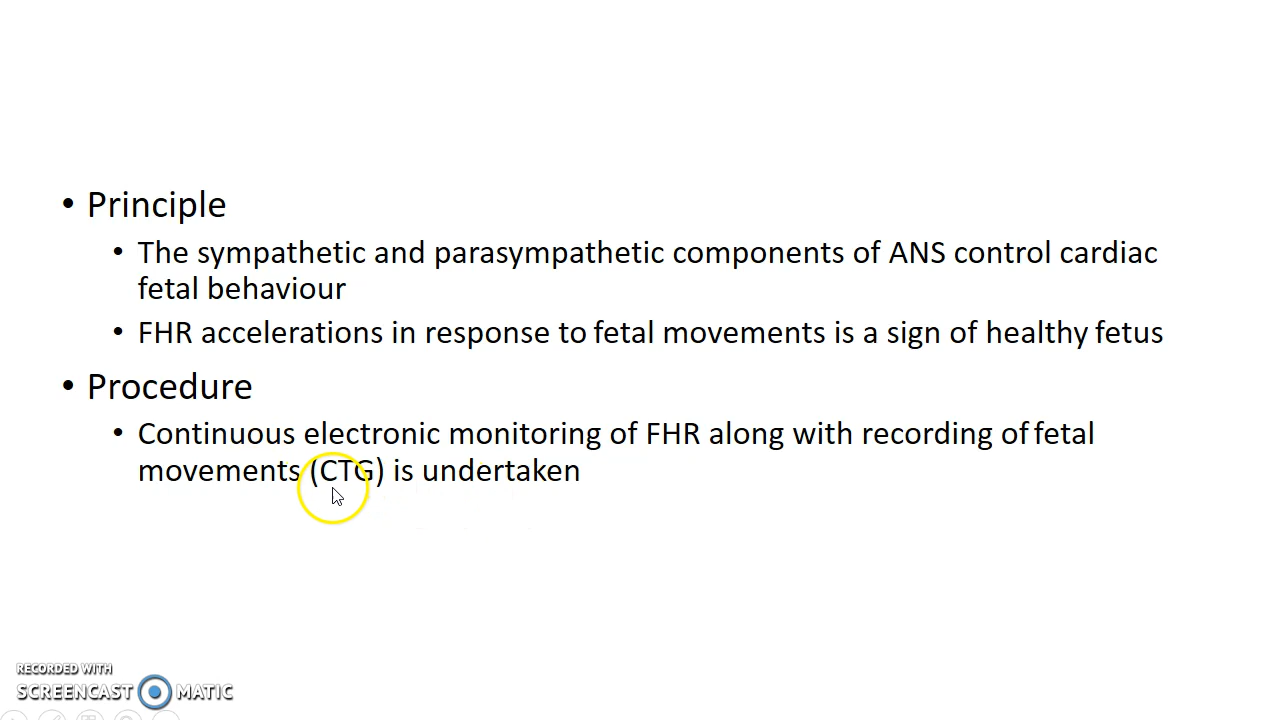 • Principle
• The sympathetic and parasympathetic components of ANS control cardiac
fetal behaviour
• FHR accelerations in response to fetal movements is a sign of healthy fetus
• Procedure
• Continuous electronic monitoring of FHR along with recording of fetal
movements (CTG) is undertaken
RECORDED WITH
SCREENCAST MATIC